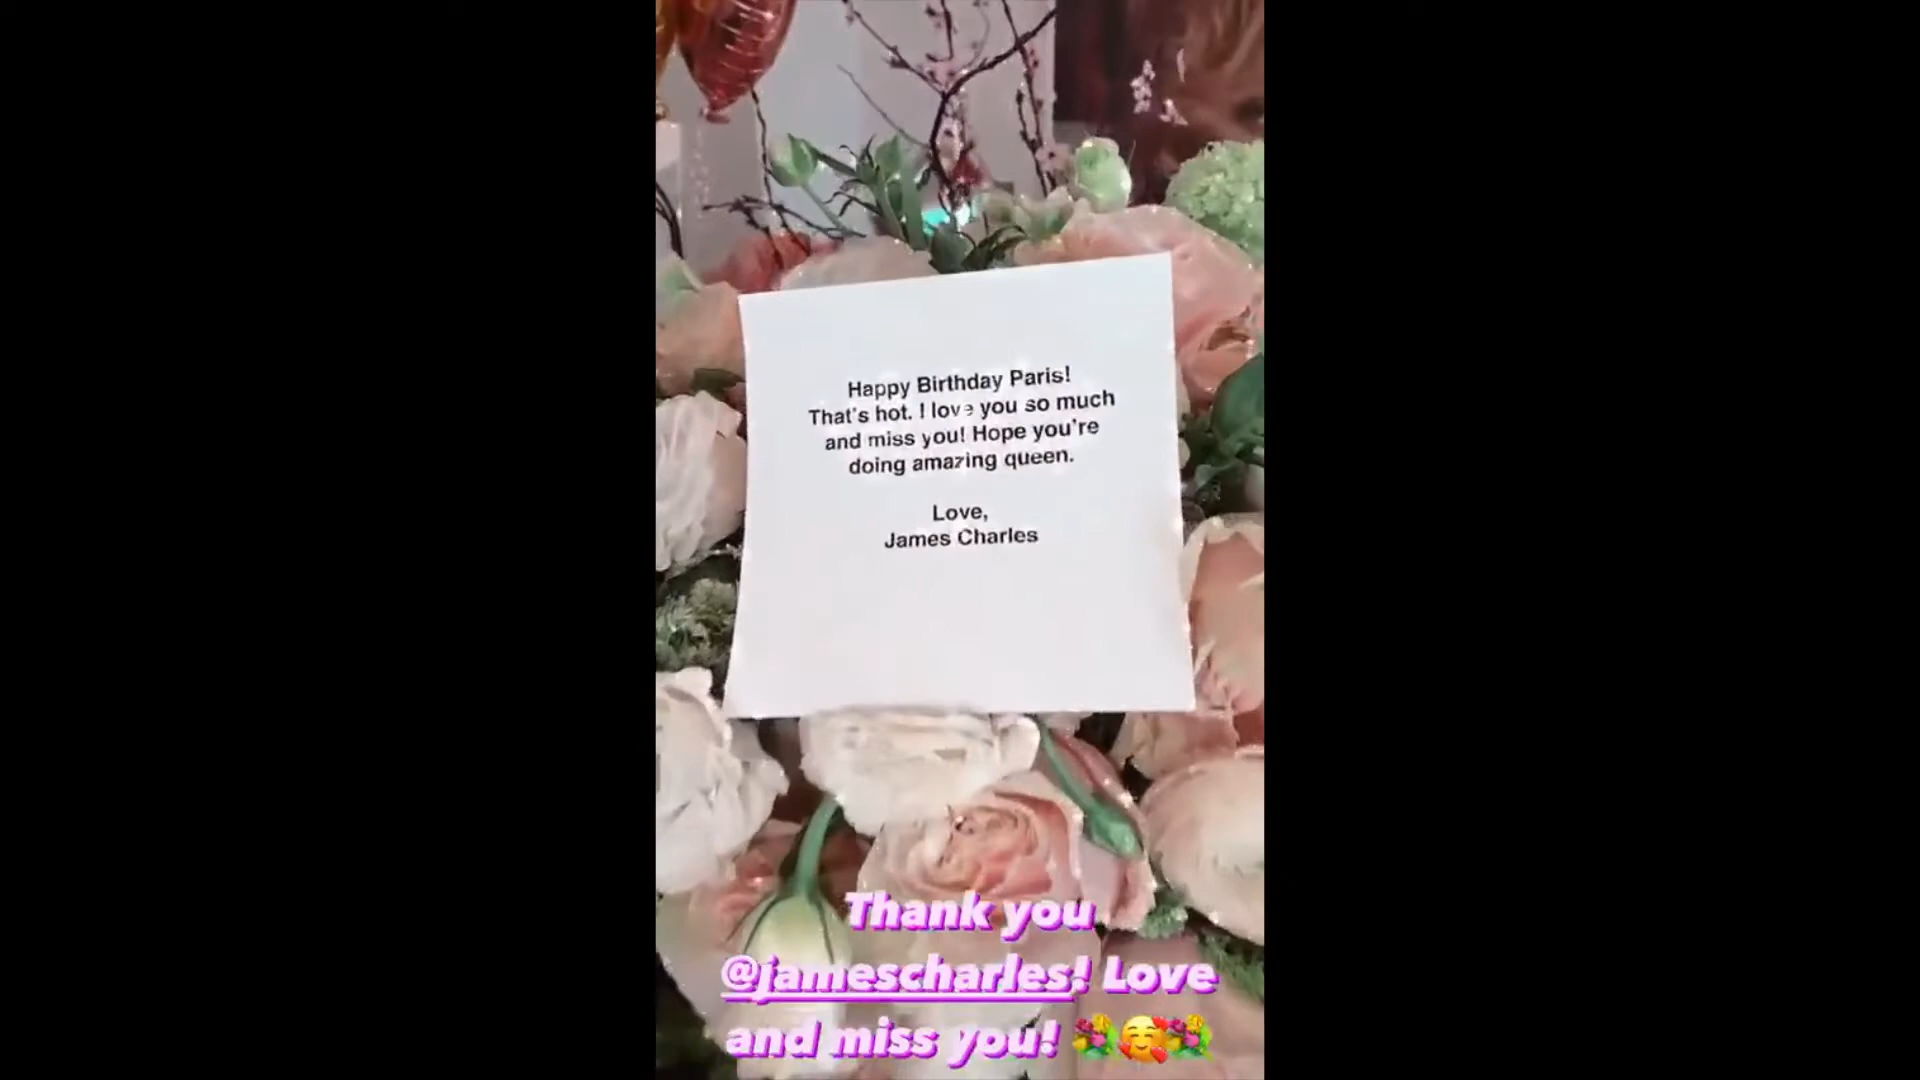 Happy Birthday Paris!
That's hot. I love you so much
and miss you! Hope you're
doing amazing queen.
Love,
James Charles
Thank you
@jamescharles! Love
and miss you! 💐🥰💐